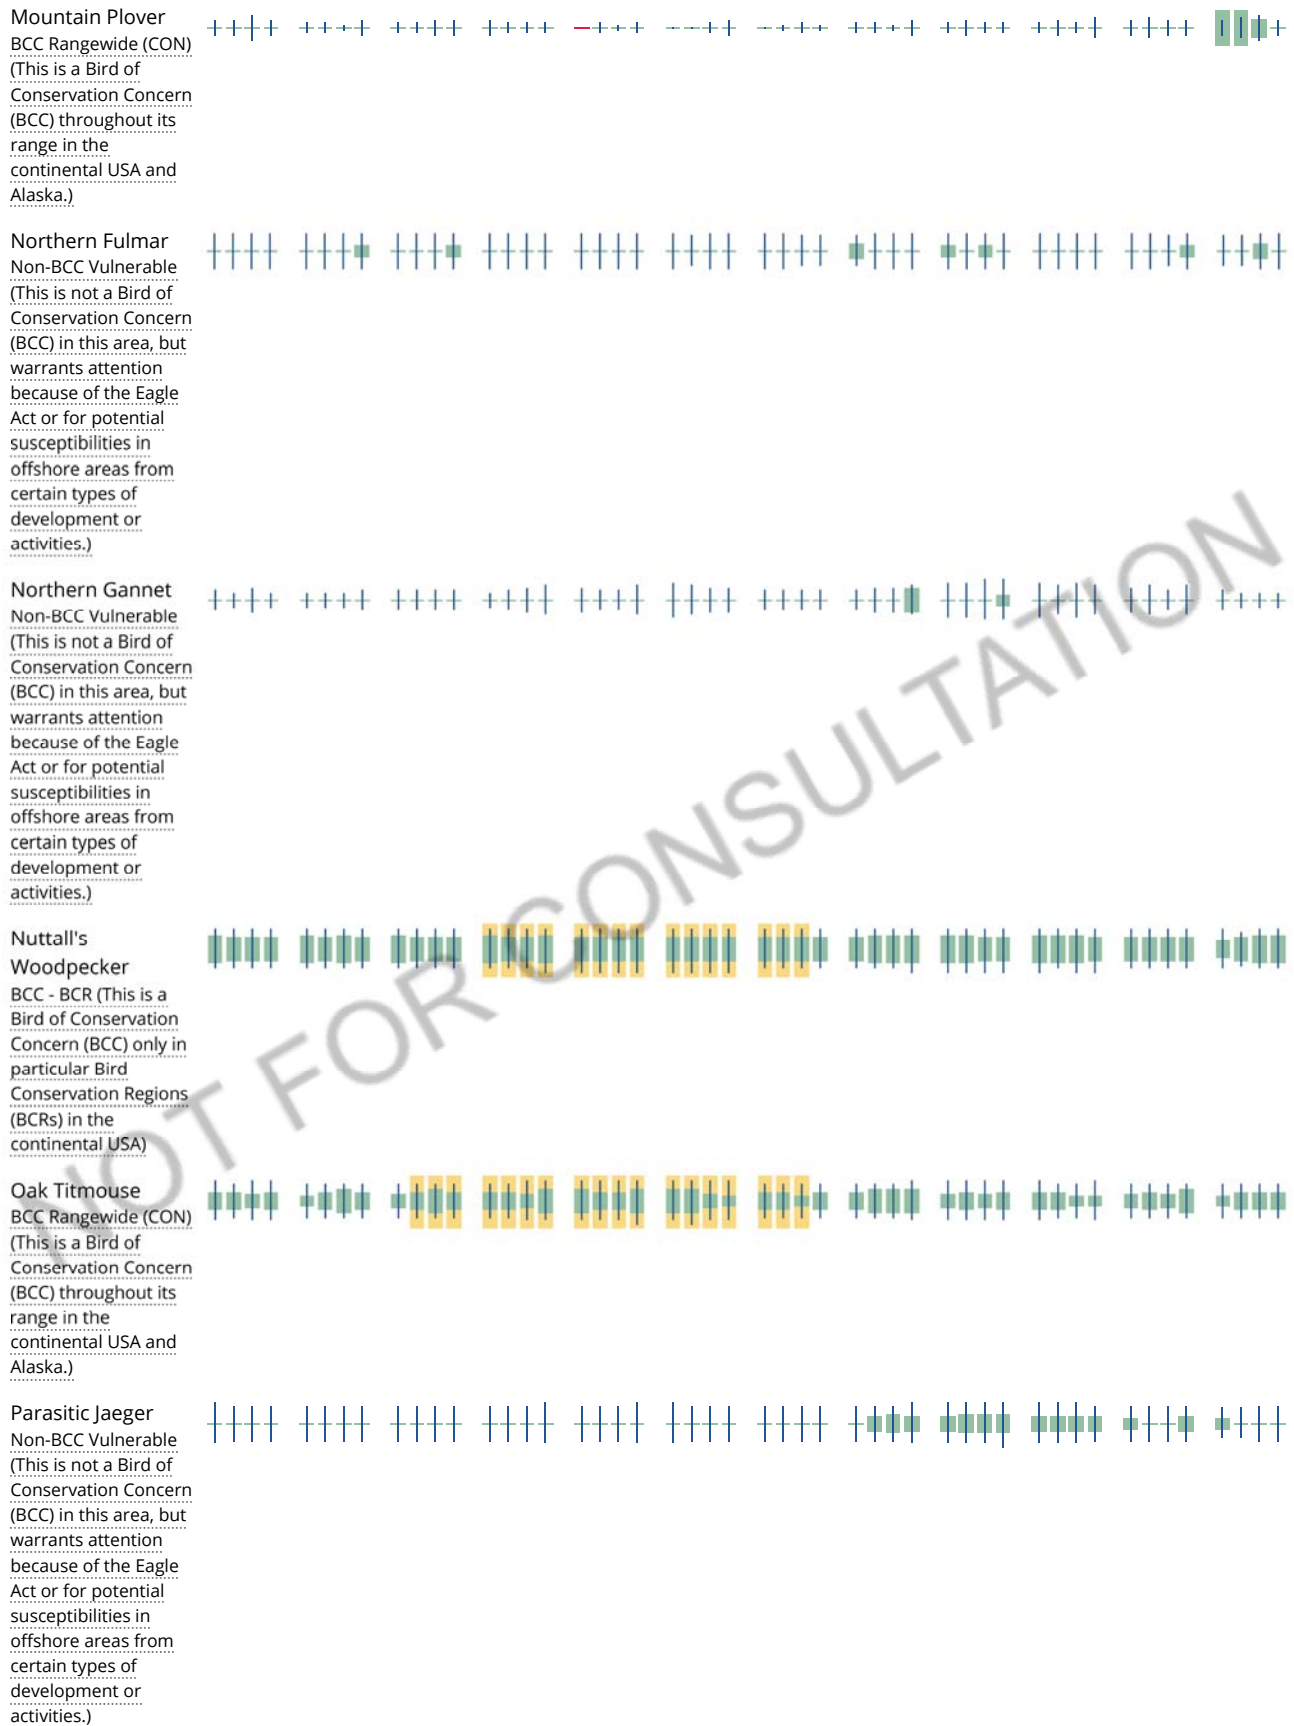 Mountain Plover
BCC Rangewide (CON)
(This is a Bird of
Conservation Concern
(BCC) throughout its
range in the
continental USA and
Alaska.)
Northern Fulmar
Non-BCC Vulnerable
(This is not a Bird of
Conservation Concern
(BCC) in this area, but
warrants attention
because of the Eagle
Act or for potential
susceptibilities in
offshore areas from
certain types of
development or
activities.)
Northern Gannet
Non-BCC Vulnerable
(This is not a Bird of
Conservation Concern
(BCC) in this area, but
warrants attention
because of the Eagle
Act or for potential
susceptibilities in
offshore areas from
certain types of
development or
activities.)
Nuttall's
Woodpecker
BCC - BCR (This is a
Bird of Conservation
Concern (BCC) only in
particular Bird
Conservation Regions
(BCRs) in the
continental USA)
Oak Titmouse
BCC Rangewide (CON)
(This is a Bird of
Conservation Concern
(BCC) throughout its
range in the
continental USA and
Alaska.)
Parasitic Jaeger
Non-BCC Vulnerable
(This is not a Bird of
Conservation Concern
(BCC) in this area, but
warrants attention
because of the Eagle
Act or for potential
susceptibilities in
offshore areas from
certain types of
development or
activities.)
NOT FOR CONSULTATION